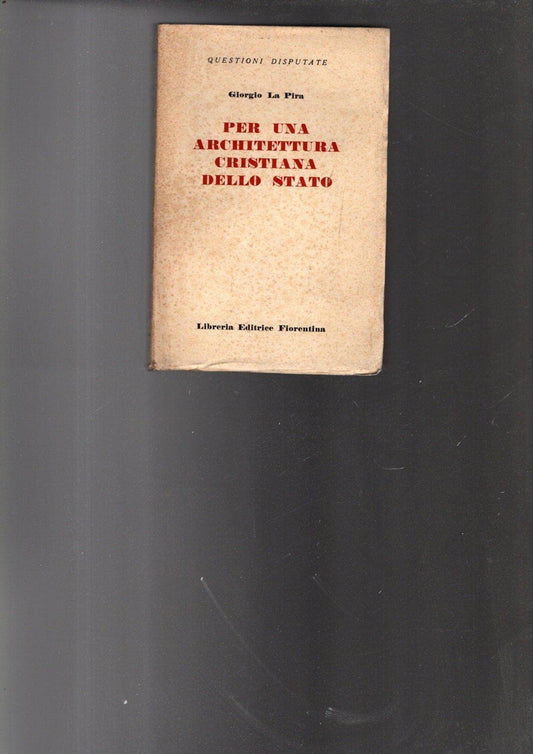 QUESTIONI DISPUTATE
Giorgio La Pira
PER UNA
ARCHITETTURA
CRISTIANA
DELLO STATO
Libreria Editrice Fiorentina